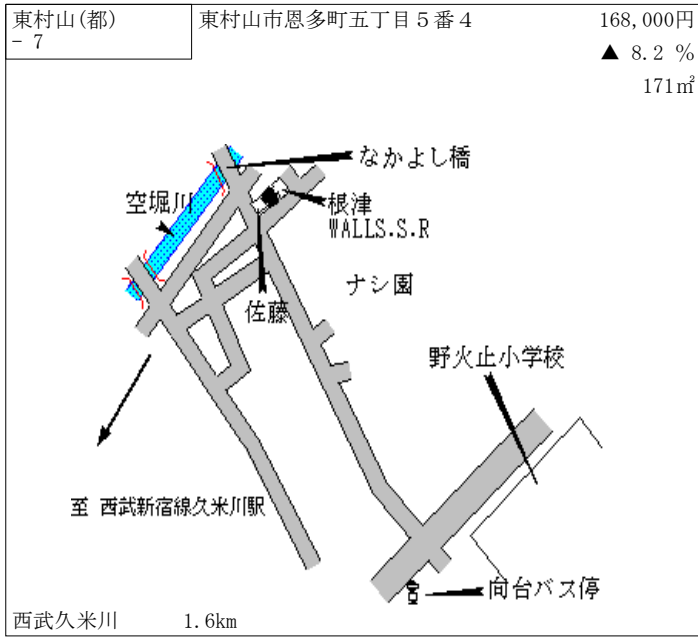 東村山(都)
- 7
東村山市恩多町五丁目５番４
168,000円
▲ 8.2 %
171㎡
なかよし橋
空堀川
根津
WALLS.S.R
ナシ園
佐藤
野火止小学校
至 西武新宿線久米川駅
向台バス停
西武久米川 1.6km